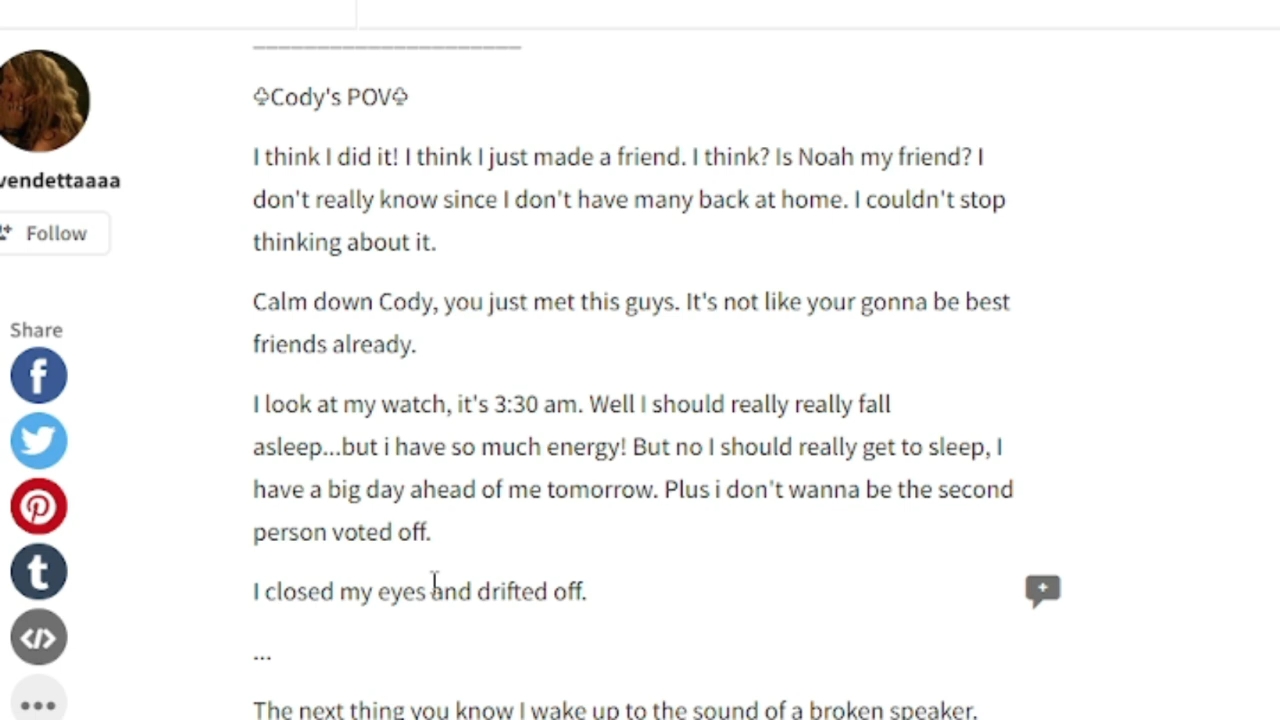 ____________________
♧Cody's POV♧
I think I did it! I think I just made a friend. I think? Is Noah my friend? I
don't really know since I don't have many back at home. I couldn't stop
thinking about it.
Calm down Cody, you just met this guys. It's not like your gonna be best
friends already.
I look at my watch, it's 3:30 am. Well I should really really fall
asleep...but i have so much energy! But no I should really get to sleep, I
have a big day ahead of me tomorrow. Plus i don't wanna be the second
person voted off.
I closed my eyes and drifted off.
...
The next thing you know I wake up to the sound of a broken speaker.
vendettaaaa
Follow
Share